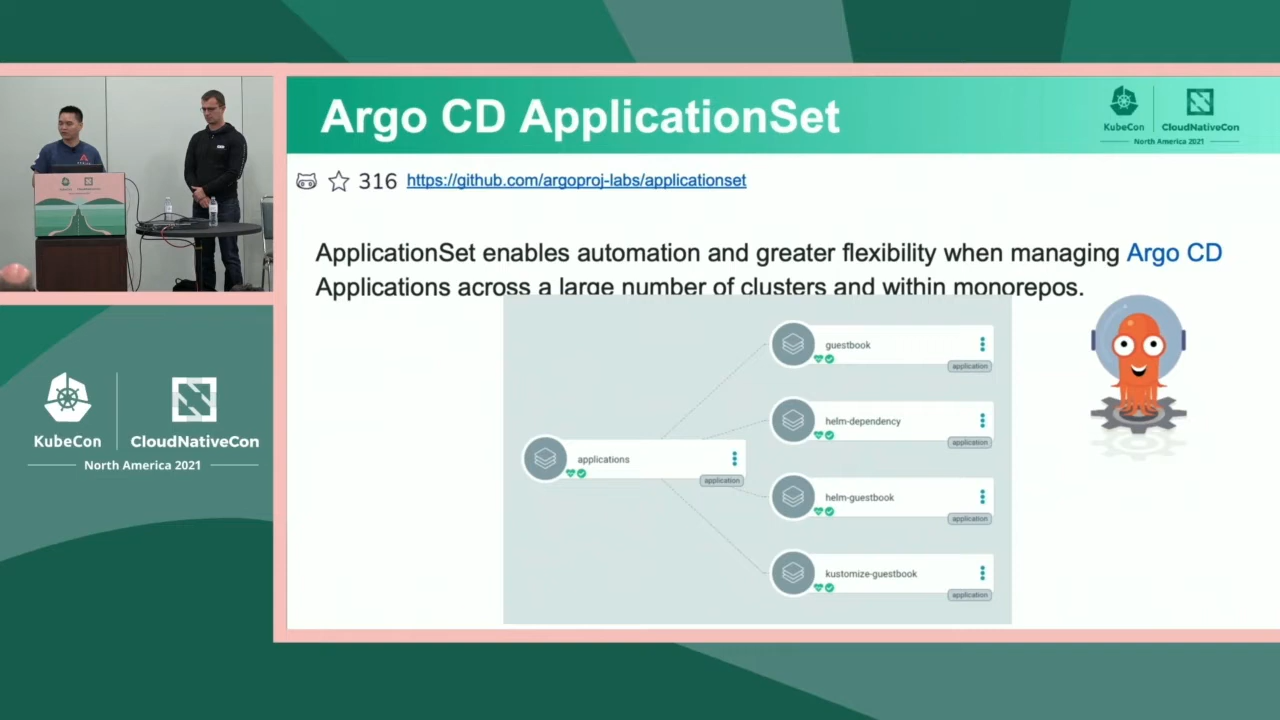 Argo CD ApplicationSet
KubeCon
CloudNativeCon
North America 2021
316 https://github.com/argoproj-labs/applicationset
ApplicationSet enables automation and greater flexibility when managing Argo CD
Applications across a large number of clusters and within monorepos.
guestbook
application
helm-dependency
application
applications
application
helm-guestbook
application
kustomize-guestbook
application
KubeCon
CloudNativeCon
North America 2021